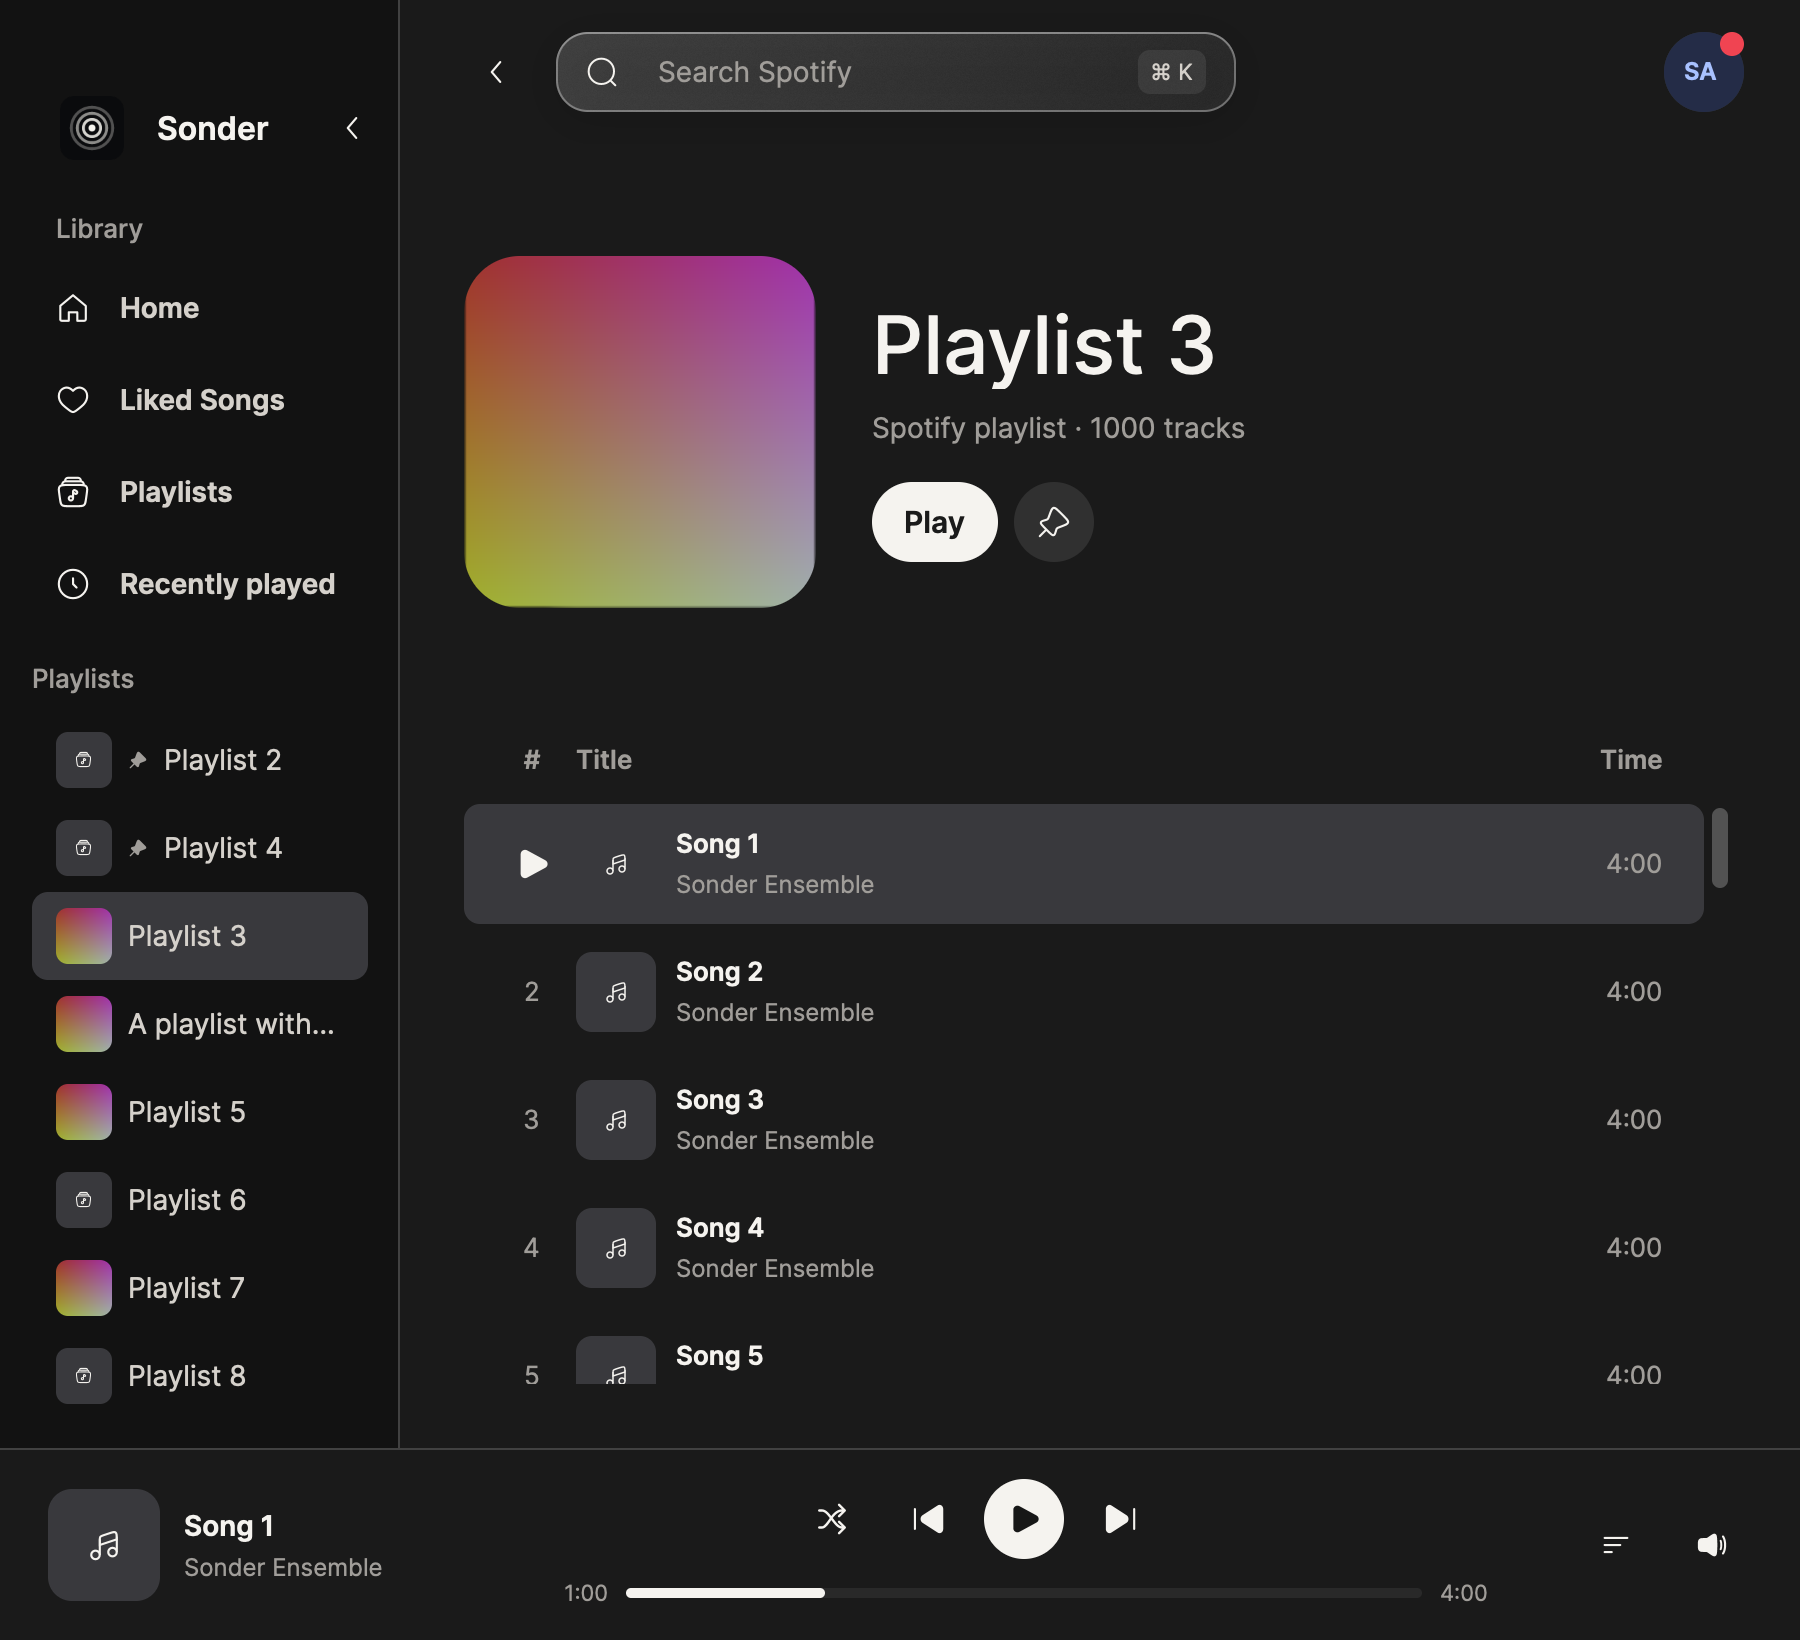 Sonder
Library
Home
Liked Songs
Playlists
Recently played
Playlists
Playlist 2
Playlist 4
Playlist 3
A playlist with...
Playlist 5
Playlist 6
Playlist 7
Playlist 8
Search Spotify
⌘ K
SA
Playlist 3
Spotify playlist · 1000 tracks
Play
# Title Time
Song 1
Sonder Ensemble
4:00
2
Song 2
Sonder Ensemble
4:00
3
Song 3
Sonder Ensemble
4:00
4
Song 4
Sonder Ensemble
4:00
5
Song 5
4:00
Song 1
Sonder Ensemble
1:00
4:00